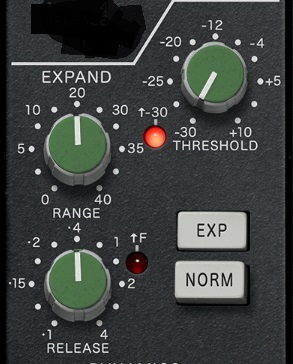 -12
-20 -4
EXPAND
20
10 30
-25 +5
↑-30
5 35
-30 +10
THRESHOLD
0 40
RANGE
.4
.2 1
↑F
EXP
.15 2
NORM
.1 4
RELEASE